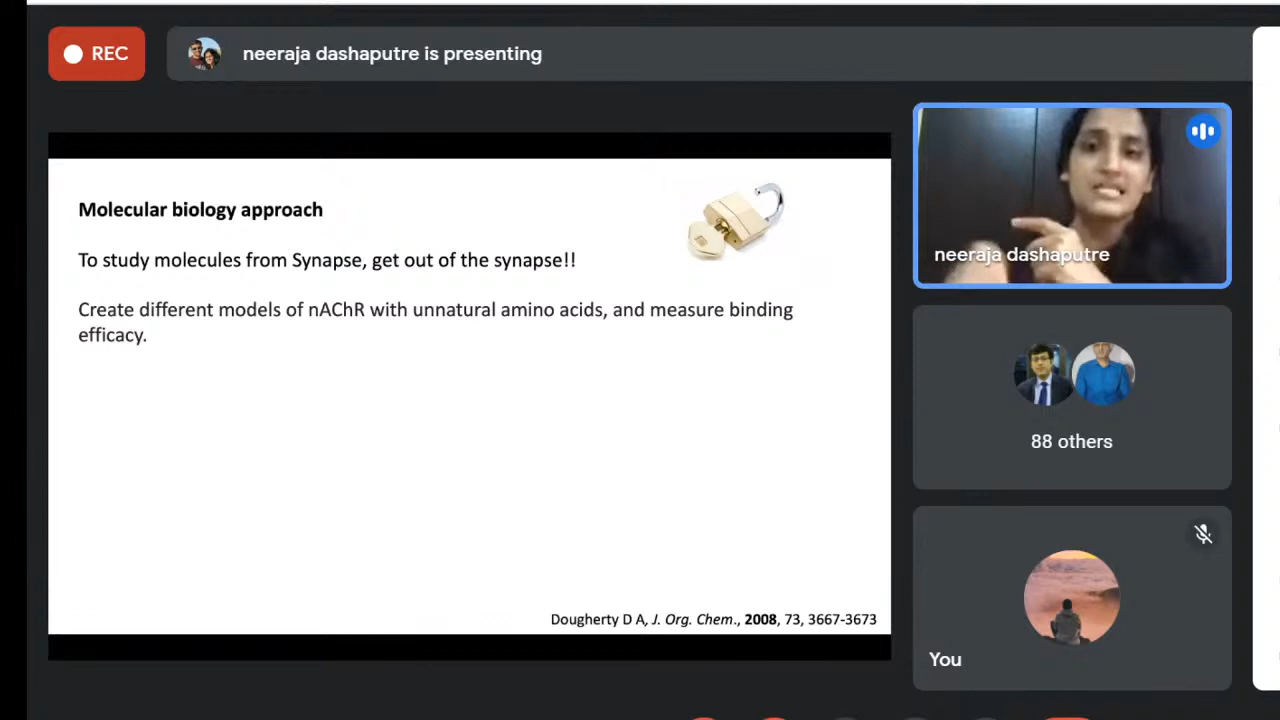 REC
neeraja dashaputre is presenting
Molecular biology approach
To study molecules from Synapse, get out of the synapse!!
Create different models of nAChR with unnatural amino acids, and measure binding
efficacy.
Dougherty D A, J. Org. Chem., 2008, 73, 3667-3673
neeraja dashaputre
88 others
You